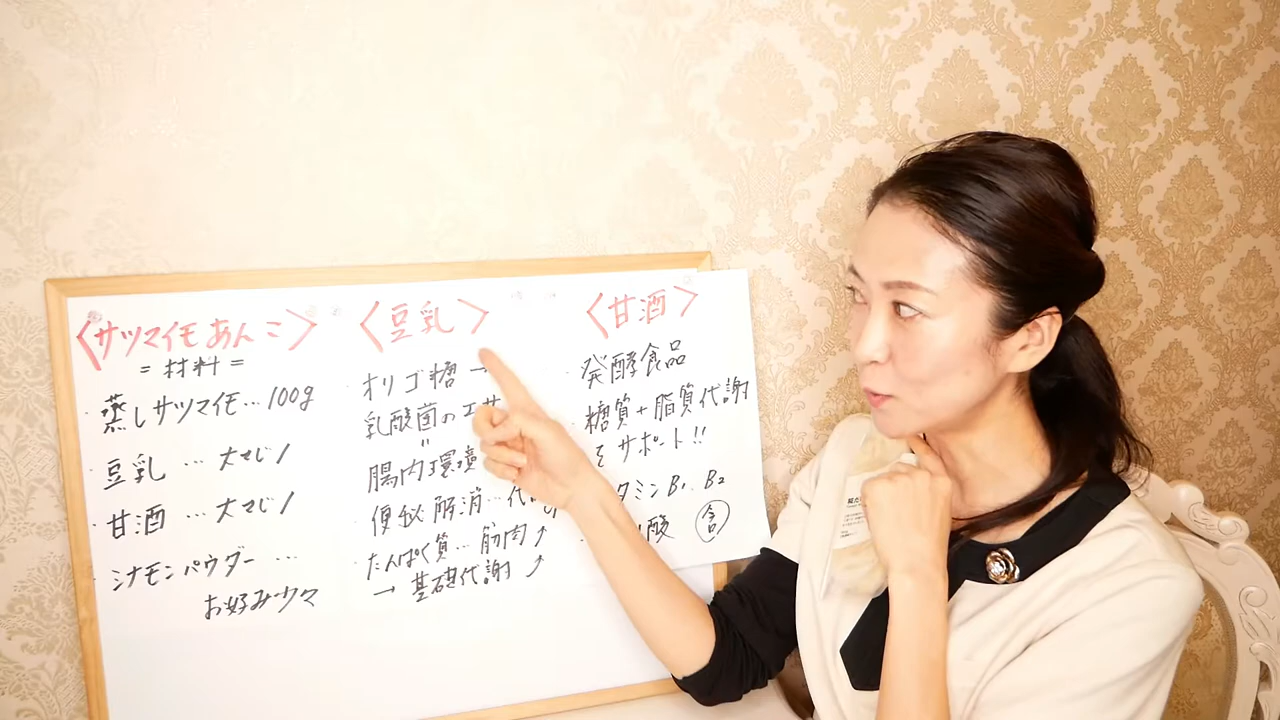 〈サツマイモあんこ〉
=材料=
・蒸しサツマイモ…100g
・豆乳 … 大さじ1
・甘酒 … 大さじ1
・シナモンパウダー …
お好み少々
〈豆乳〉
・オリゴ糖→
乳酸菌のエサ
〃
腸内環境
便秘解消…代
・たんぱく質…筋肉↑
→ 基礎代謝↑
〈甘酒〉
・発酵食品
・糖質+脂質代謝
をサポート!!
タミンB₁、B₂
酸